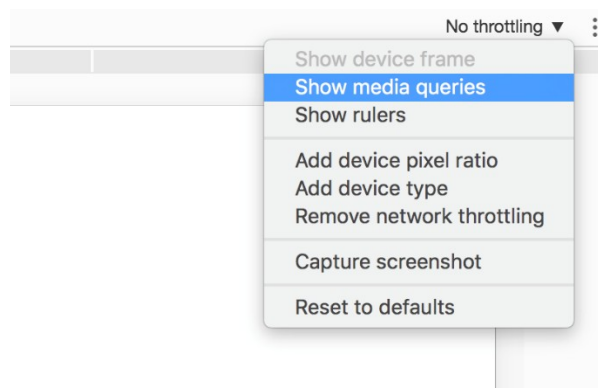 No throttling ▼
Show device frame
Show media queries
Show rulers
Add device pixel ratio
Add device type
Remove network throttling
Capture screenshot
Reset to defaults